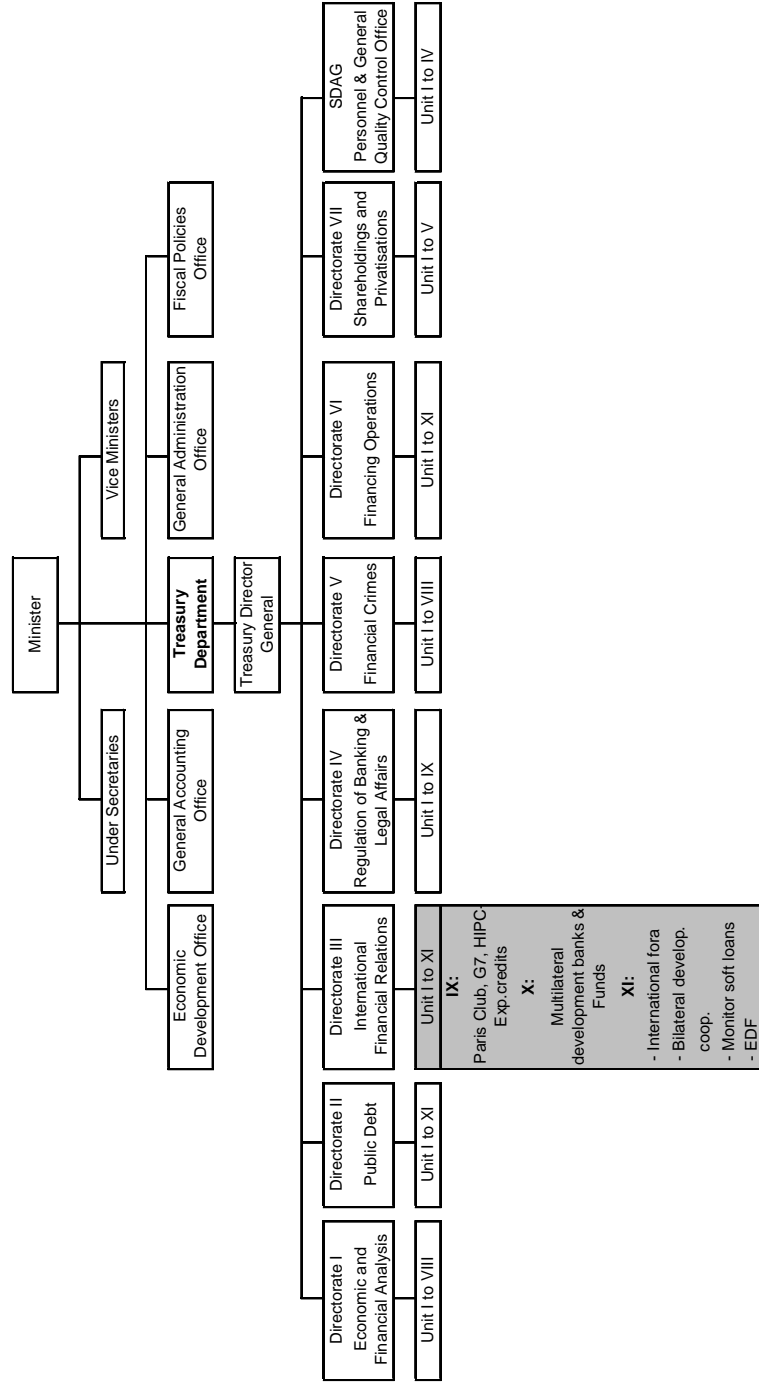 Minister
Under Secretaries
Vice Ministers
Economic
Development Office
General Accounting
Office
Treasury
Department
General Administration
Office
Fiscal Policies
Office
Treasury Director
General
Directorate I
Economic and
Financial Analysis
Directorate II
Public Debt
Directorate III
International
Financial Relations
Directorate IV
Regulation of Banking &
Legal Affairs
Directorate V
Financial Crimes
Directorate VI
Financing Operations
Directorate VII
Shareholdings and
Privatisations
SDAG
Personnel & General
Quality Control Office
Unit I to VIII
Unit I to XI
Unit I to XI
Unit I to IX
Unit I to VIII
Unit I to XI
Unit I to V
Unit I to IV
IX:
Paris Club, G7, HIPC-
Exp.credits
X:
Multilateral
development banks &
Funds
XI:
- International fora
- Bilateral develop.
coop.
- Monitor soft loans
- EDF